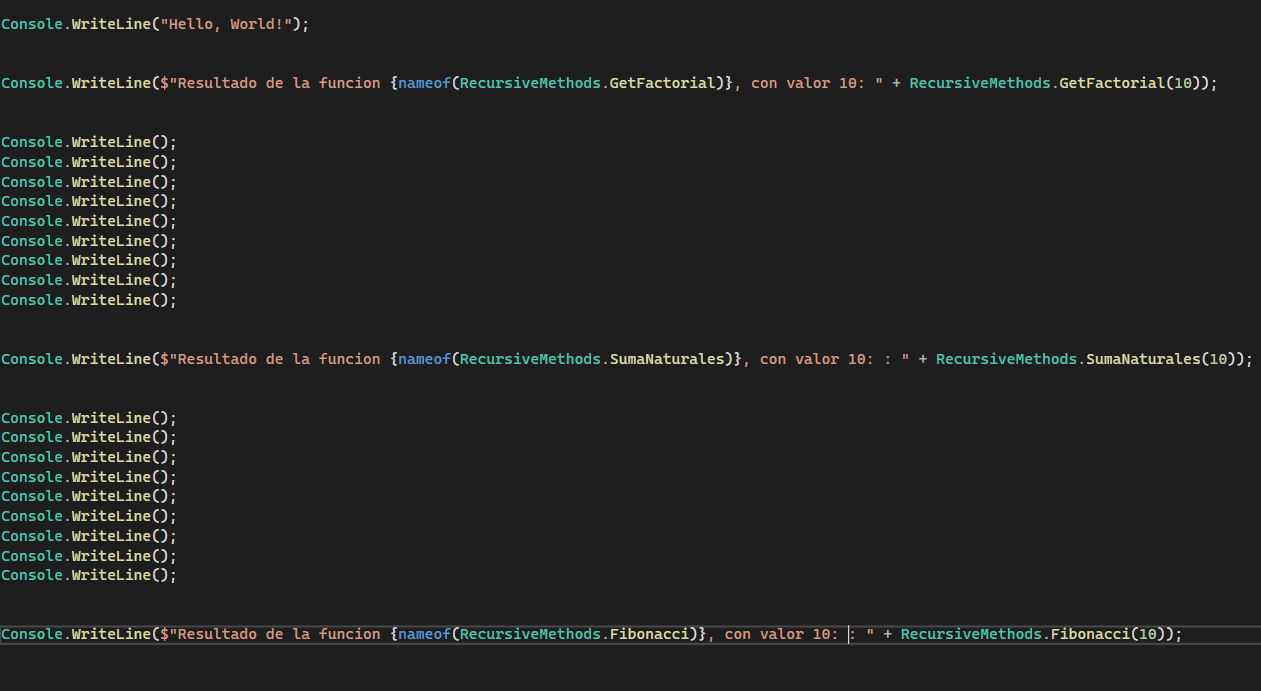 Console.WriteLine("Hello, World!");
Console.WriteLine($"Resultado de la funcion {nameof(RecursiveMethods.GetFactorial)}, con valor 10: " + RecursiveMethods.GetFactorial(10));
Console.WriteLine();
Console.WriteLine();
Console.WriteLine();
Console.WriteLine();
Console.WriteLine();
Console.WriteLine();
Console.WriteLine();
Console.WriteLine();
Console.WriteLine();
Console.WriteLine($"Resultado de la funcion {nameof(RecursiveMethods.SumaNaturales)}, con valor 10: : " + RecursiveMethods.SumaNaturales(10));
Console.WriteLine();
Console.WriteLine();
Console.WriteLine();
Console.WriteLine();
Console.WriteLine();
Console.WriteLine();
Console.WriteLine();
Console.WriteLine();
Console.WriteLine();
Console.WriteLine($"Resultado de la funcion {nameof(RecursiveMethods.Fibonacci)}, con valor 10: : " + RecursiveMethods.Fibonacci(10));